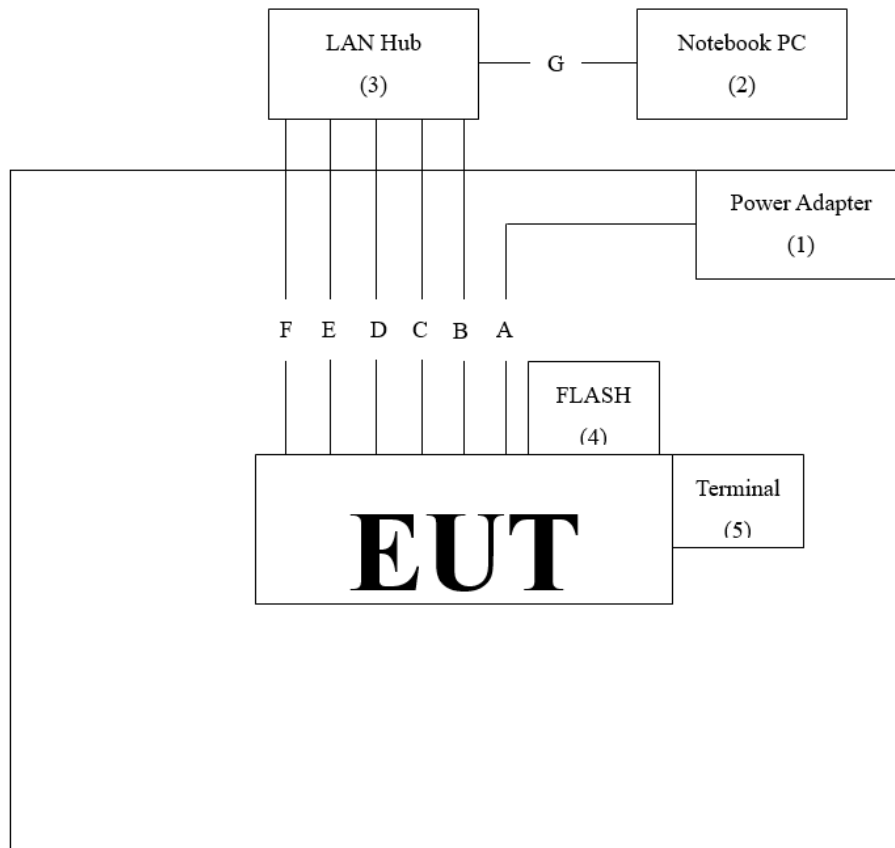 LAN Hub
(3)
G
Notebook PC
(2)
Power Adapter
(1)
F E D C B A
FLASH
(4)
Terminal
(5)
EUT